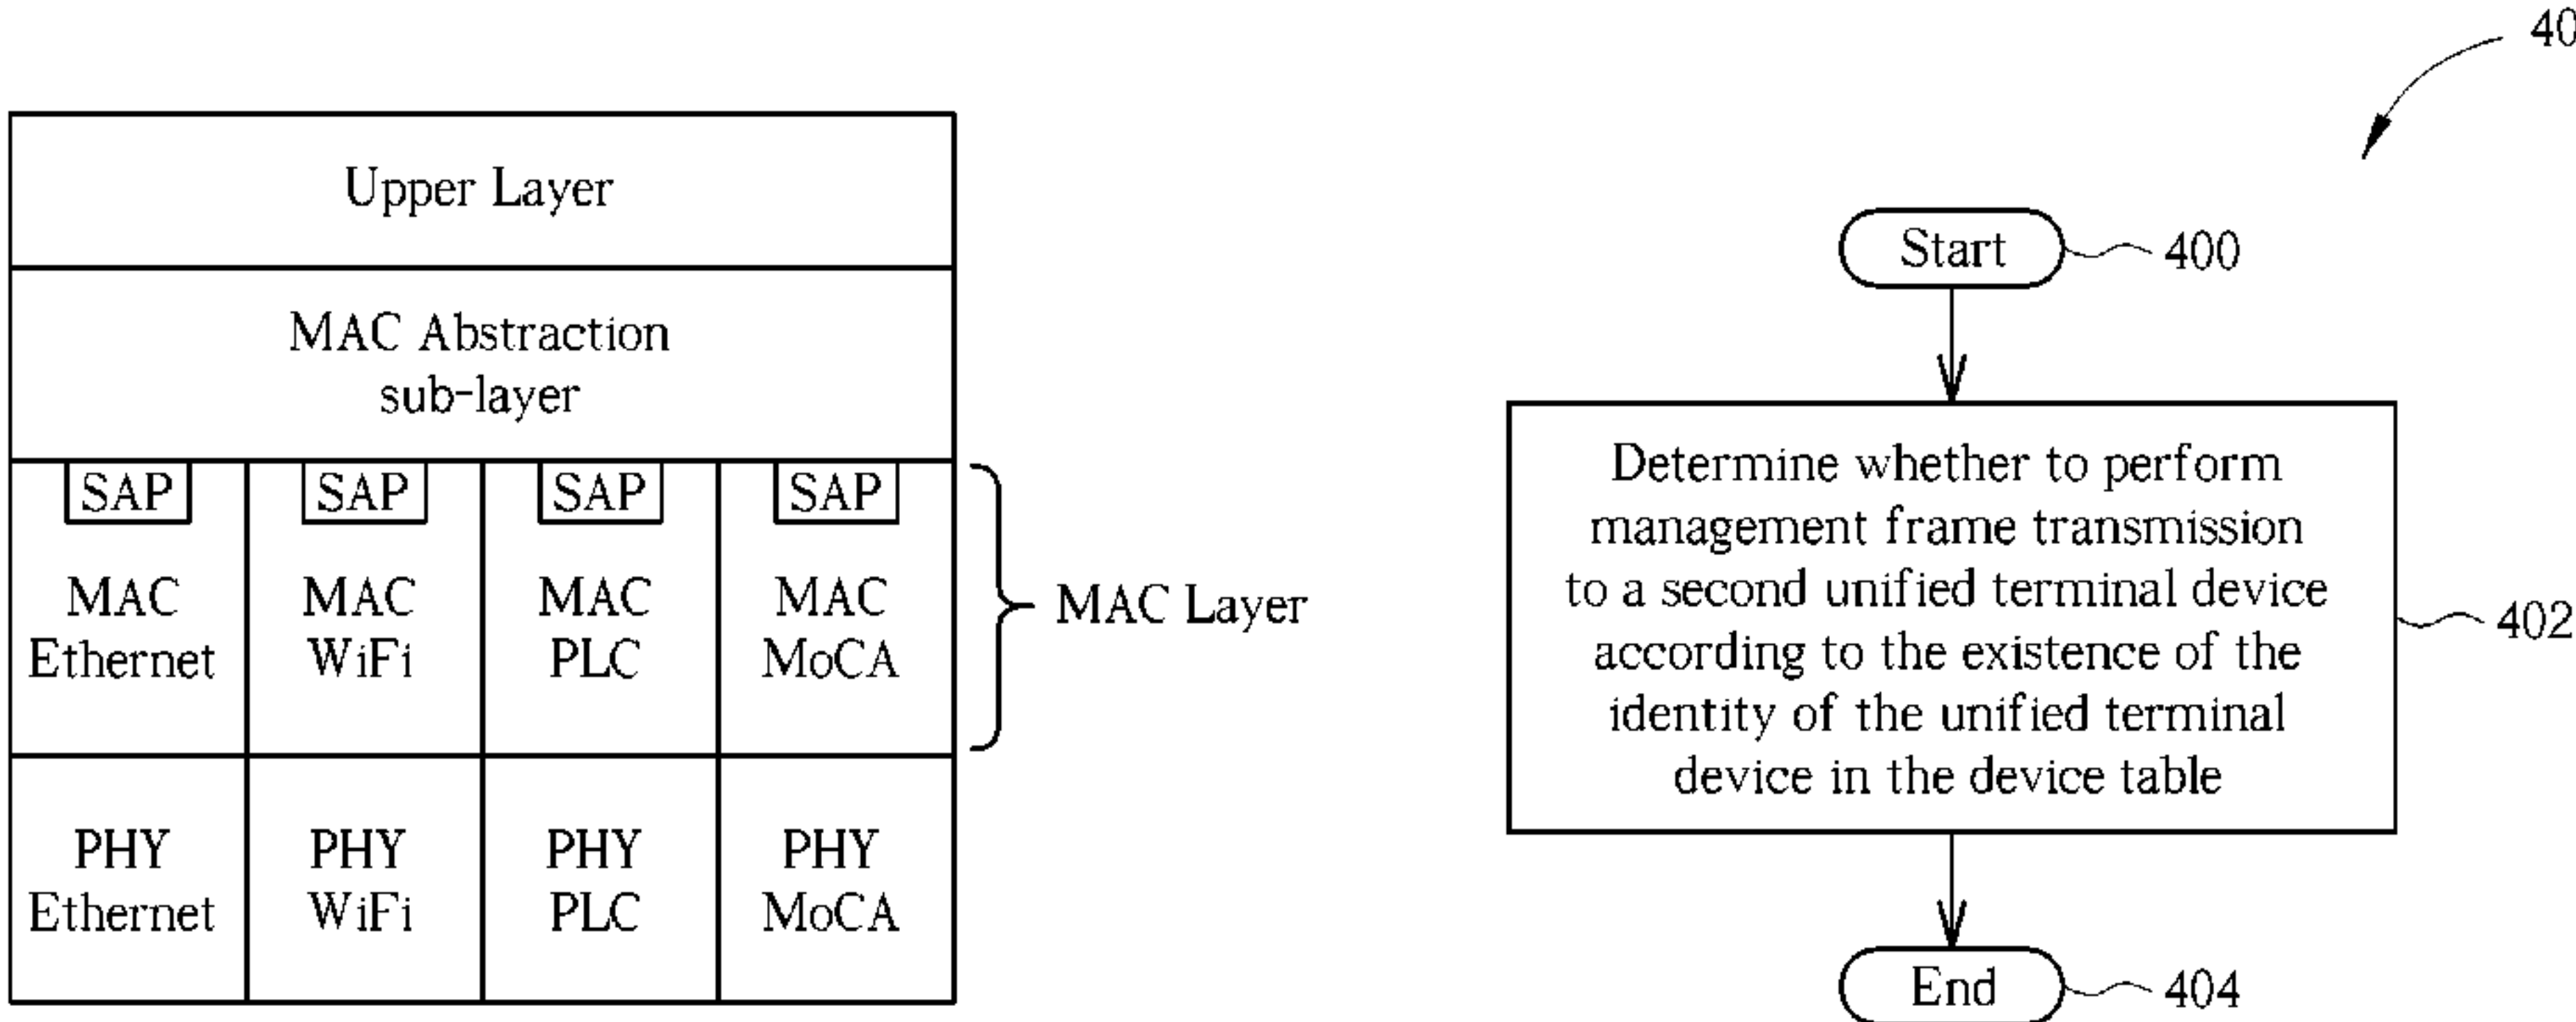 Upper Layer
MAC Abstraction
sub-layer
SAP
SAP
SAP
SAP
MAC
Ethernet
MAC
WiFi
MAC
PLC
MAC
MoCA
MAC Layer
PHY
Ethernet
PHY
WiFi
PHY
PLC
PHY
MoCA
40
Start
400
Determine whether to perform
management frame transmission
to a second unified terminal device
according to the existence of the
identity of the unified terminal
device in the device table
402
End
404